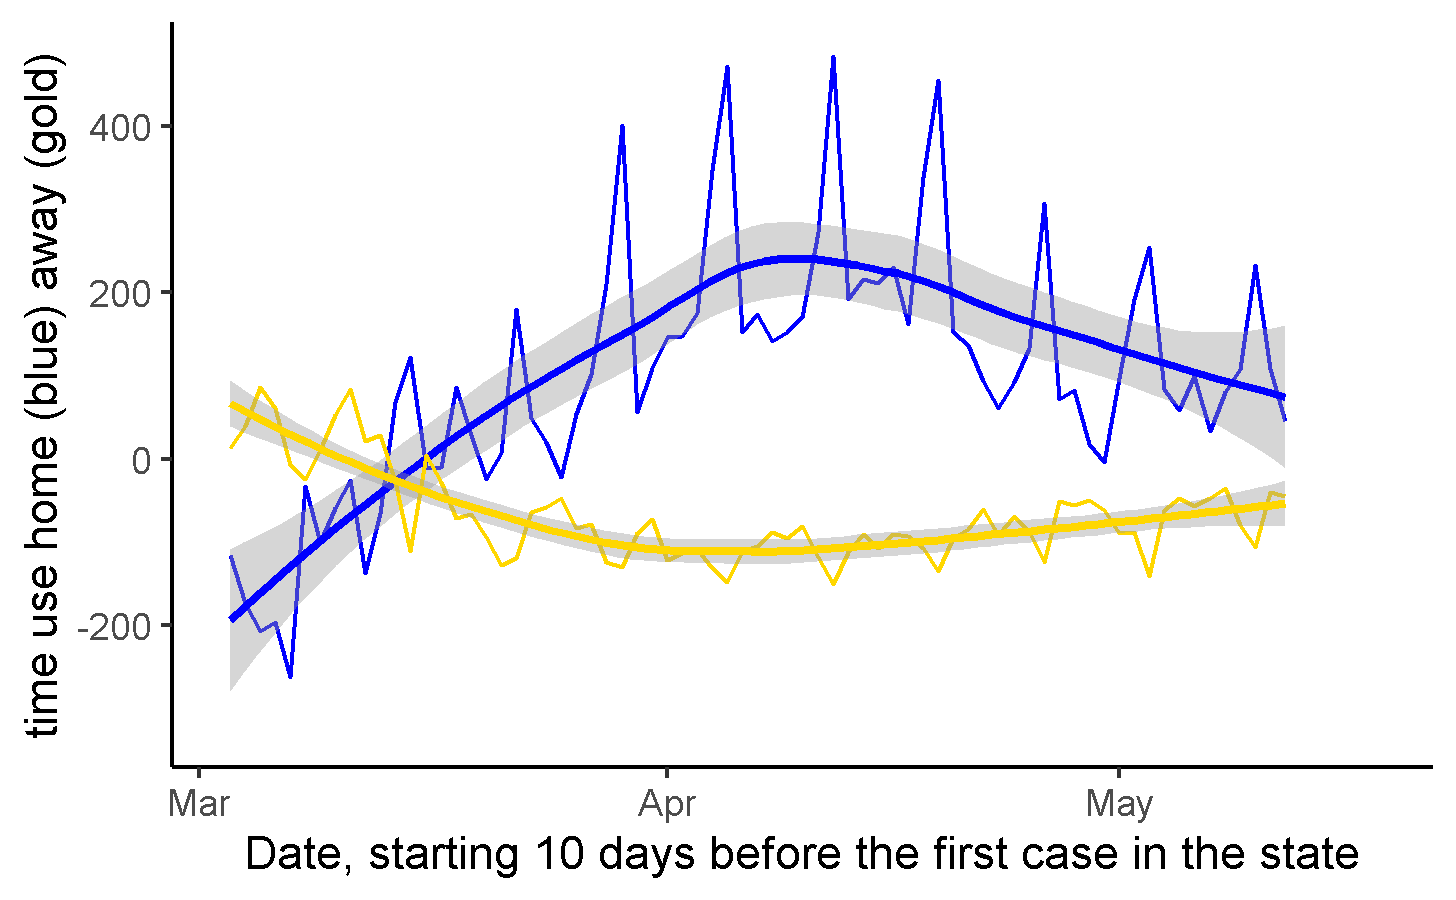 time use home (blue) away (gold)
400
200
0
-200
Mar
Apr
May
Date, starting 10 days before the first case in the state